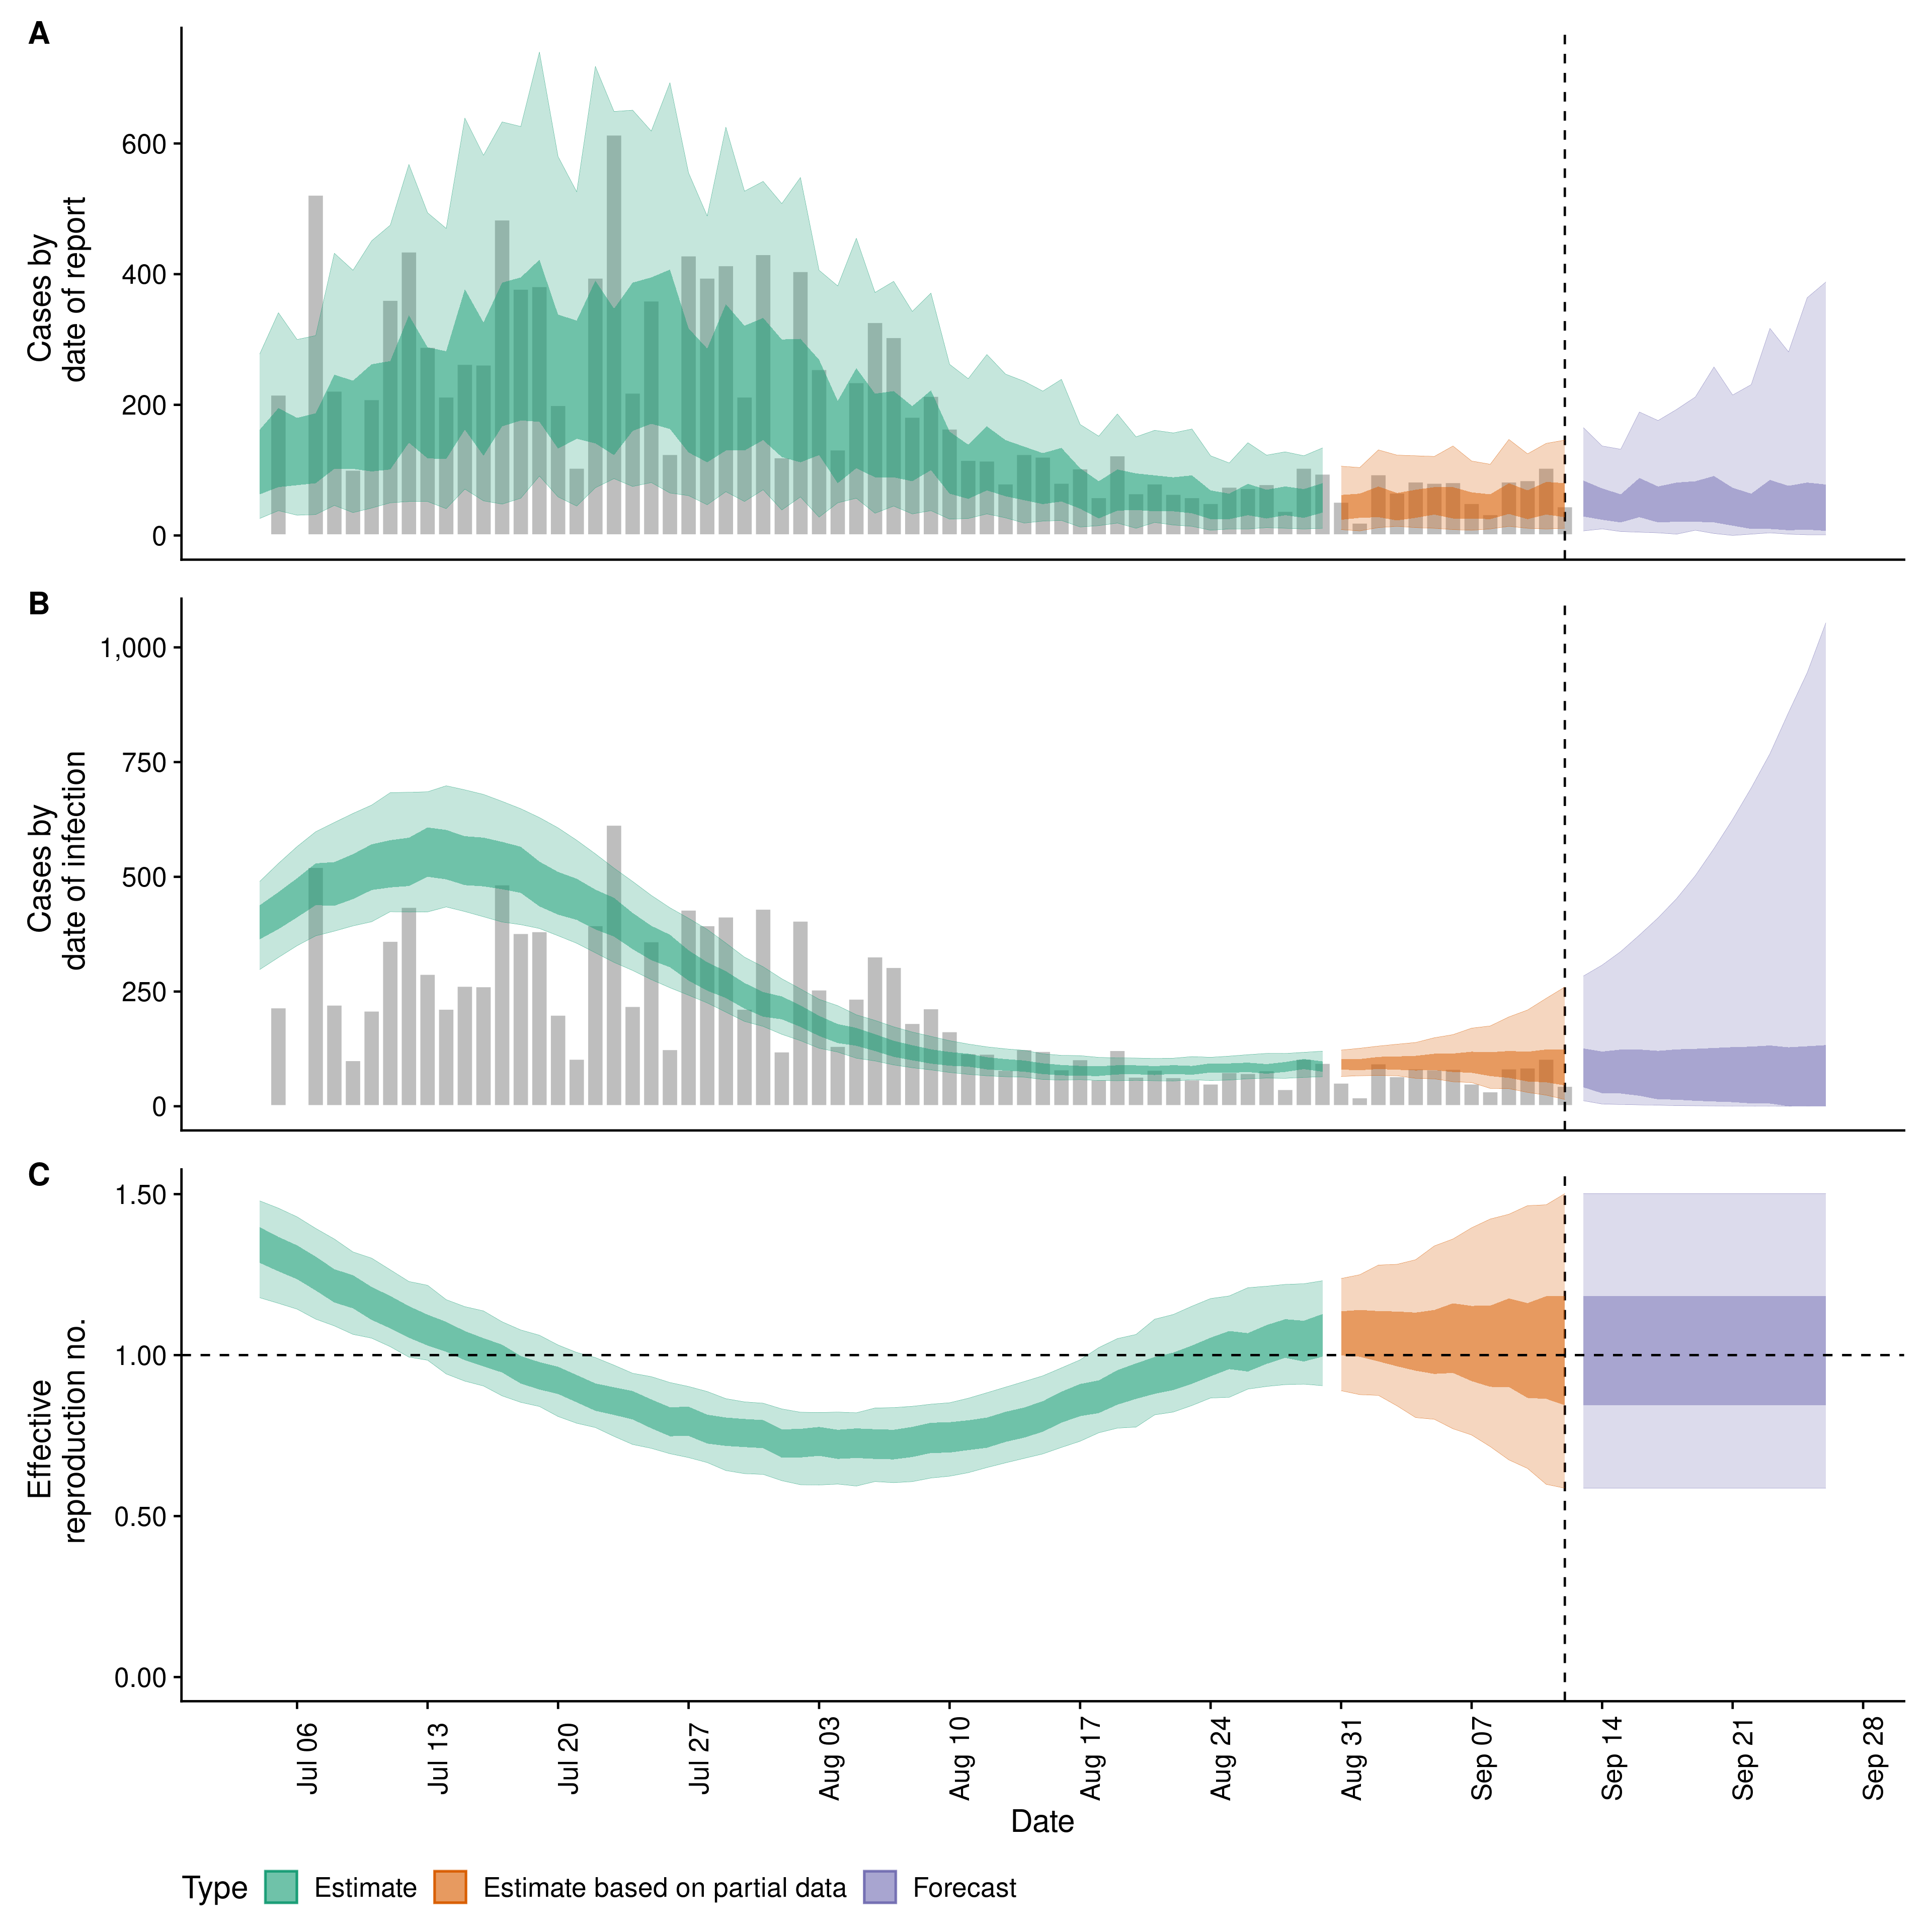 A
Cases by
date of report
600
400
200
0
B
Cases by
date of infection
1,000
750
500
250
0
C
Effective
reproduction no.
1.50
1.00
0.50
0.00
Jul 06
Jul 13
Jul 20
Jul 27
Aug 03
Aug 10
Aug 17
Aug 24
Aug 31
Sep 07
Sep 14
Sep 21
Sep 28
Date
Type Estimate Estimate based on partial data Forecast